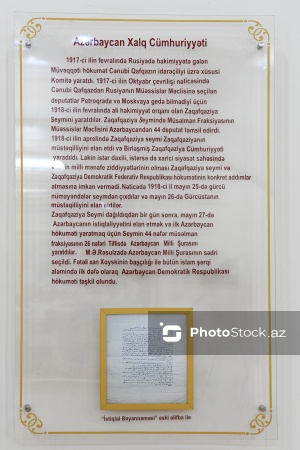 Azərbaycan Xalq Cümhuriyyəti
1917-ci ilin fevralında Rusiyada hakimiyyətə gələn
Müvəqqəti hökumət Cənubi Qafqazın idarəçiliyi üzrə xüsusi
Komitə yaratdı. 1917-ci ilin Oktyabr çevrilişi nəticəsində
Cənubi Qafqazdan Rusiyanın Müəssislər Məclisinə seçilən
deputatlar Petroqrada və Moskvaya gedə bilmədiyi üçün
1918-ci ilin fevralında ali hakimiyyət orqanı olan Zaqafqaziya
Seymini yaratdılar. Zaqafqaziya Seymində Müsəlman Fraksiyasının
Müəssislər Məclisini Azərbaycandan 44 deputat təmsil edirdi.
1918-ci ilin aprelində Zaqafqaziya seymi Zaqafqaziyanın
müstəqilliyini elan etdi və Birləşmiş Zaqafqaziya Cümhuriyyəti
yaradıldı. Lakin istər daxili, istərsə də xarici siyasət sahəsində
milli mənafe ziddiyyətlərinin olması Zaqafqaziya seymi və
Zaqafqaziya Demokratik Federativ Respublikası hökumətinin konkret addımlar
atmasına imkan vermədi. Nəticədə 1918-ci il mayın 25-də gürcü
nümayəndələr seymdən çıxdılar və mayın 26-da Gürcüstanın
müstəqilliyini elan etdilər.
Zaqafqaziya Seymi dağıldıqdan bir gün sonra, mayın 27-də
Azərbaycanın istiqlaliyyətini elan etmək və ilk Azərbaycan
hökuməti yaratmaq üçün Seymin 44 nəfər müsəlman
fraksiyasının 26 nəfəri Tiflisdə Azərbaycan Milli Şurasını
yaratdılar. M.Ə.Rəsulzadə Azərbaycan Milli Şurasının sədri
seçildi. Fətəli xan Xoyskinin başçılığı ilə bütün islam şərqi
aləmində ilk dəfə olaraq Azərbaycan Demokratik Respublikası
hökuməti təşkil olundu.
PhotoStock.az
"İstiqlal Bəyannaməsi" əski əlifba ilə